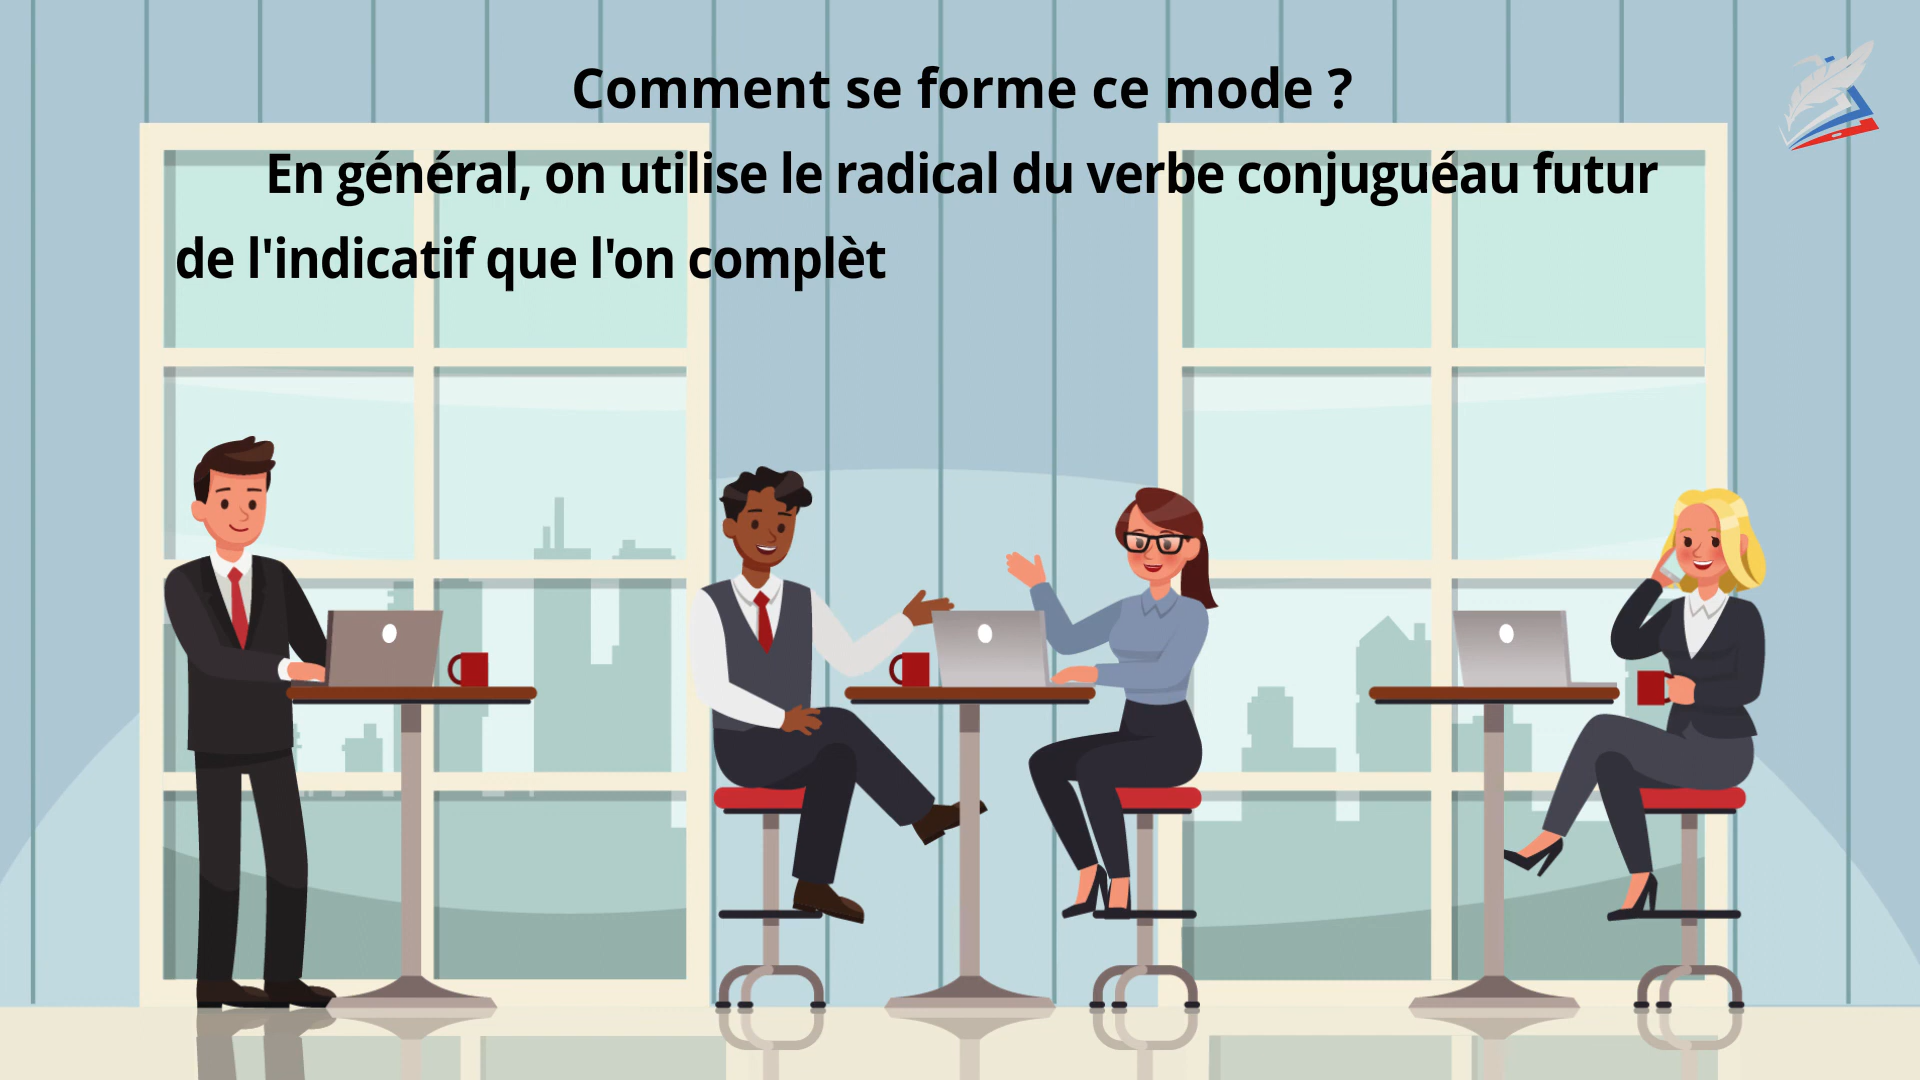 Comment se forme ce mode ?
En général, on utilise le radical du verbe conjuguéau futur
de l'indicatif que l'on complèt